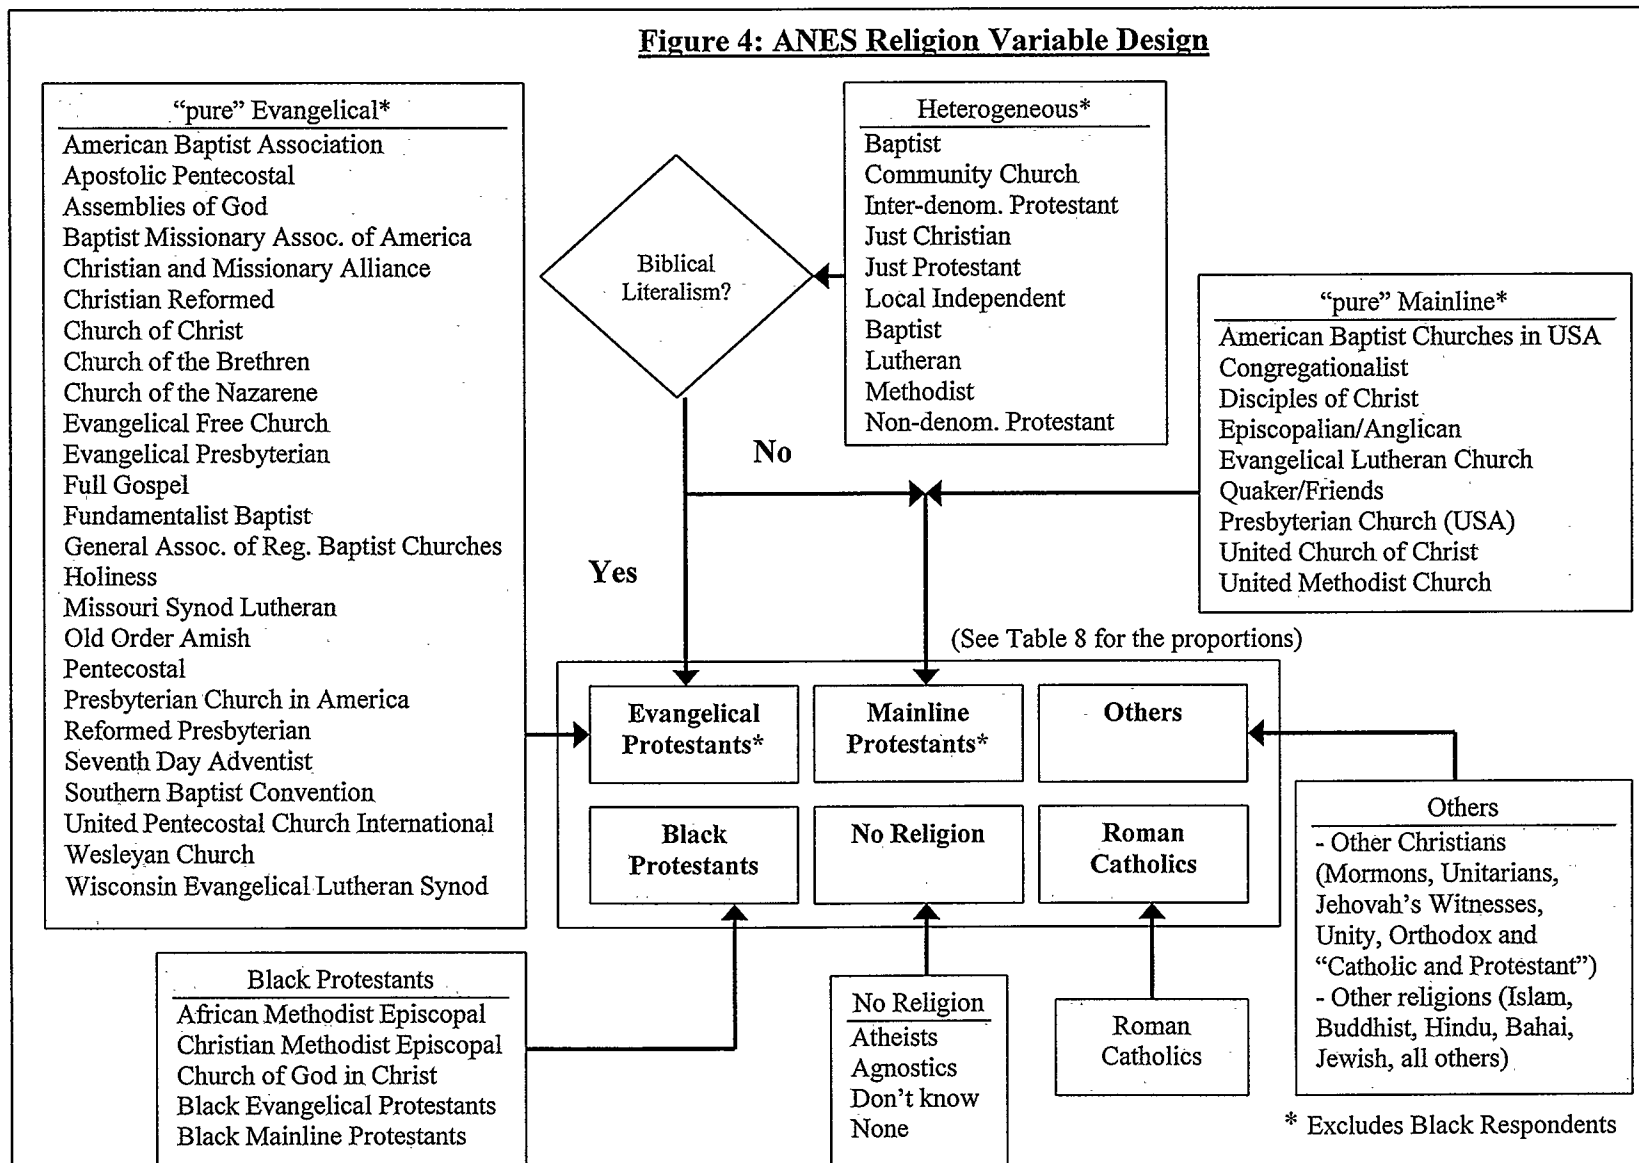 Figure 4: ANES Religion Variable Design
"pure" Evangelical*
American Baptist Association
Apostolic Pentecostal
Assemblies of God
Baptist Missionary Assoc. of America
Christian and Missionary Alliance
Christian Reformed
Church of Christ
Church of the Brethren
Church of the Nazarene
Evangelical Free Church
Evangelical Presbyterian
Full Gospel
Fundamentalist Baptist
General Assoc. of Reg. Baptist Churches
Holiness
Missouri Synod Lutheran
Old Order Amish
Pentecostal
Presbyterian Church in America
Reformed Presbyterian
Seventh Day Adventist
Southern Baptist Convention
United Pentecostal Church International
Wesleyan Church
Wisconsin Evangelical Lutheran Synod
Biblical
Literalism?
Heterogeneous*
Baptist
Community Church
Inter-denom. Protestant
Just Christian
Just Protestant
Local Independent
Baptist
Lutheran
Methodist
Non-denom. Protestant
"pure" Mainline*
American Baptist Churches in USA
Congregationalist
Disciples of Christ
Episcopalian/Anglican
Evangelical Lutheran Church
Quaker/Friends
Presbyterian Church (USA)
United Church of Christ
United Methodist Church
No
Yes
(See Table 8 for the proportions)
Evangelical
Protestants*
Mainline
Protestants*
Others
Black
Protestants
No Religion
Roman
Catholics
Black Protestants
African Methodist Episcopal
Christian Methodist Episcopal
Church of God in Christ
Black Evangelical Protestants
Black Mainline Protestants
No Religion
Atheists
Agnostics
Don't know
None
Roman
Catholics
Others
- Other Christians
(Mormons, Unitarians,
Jehovah's Witnesses,
Unity, Orthodox and
"Catholic and Protestant")
- Other religions (Islam,
Buddhist, Hindu, Bahai,
Jewish, all others)
* Excludes Black Respondents